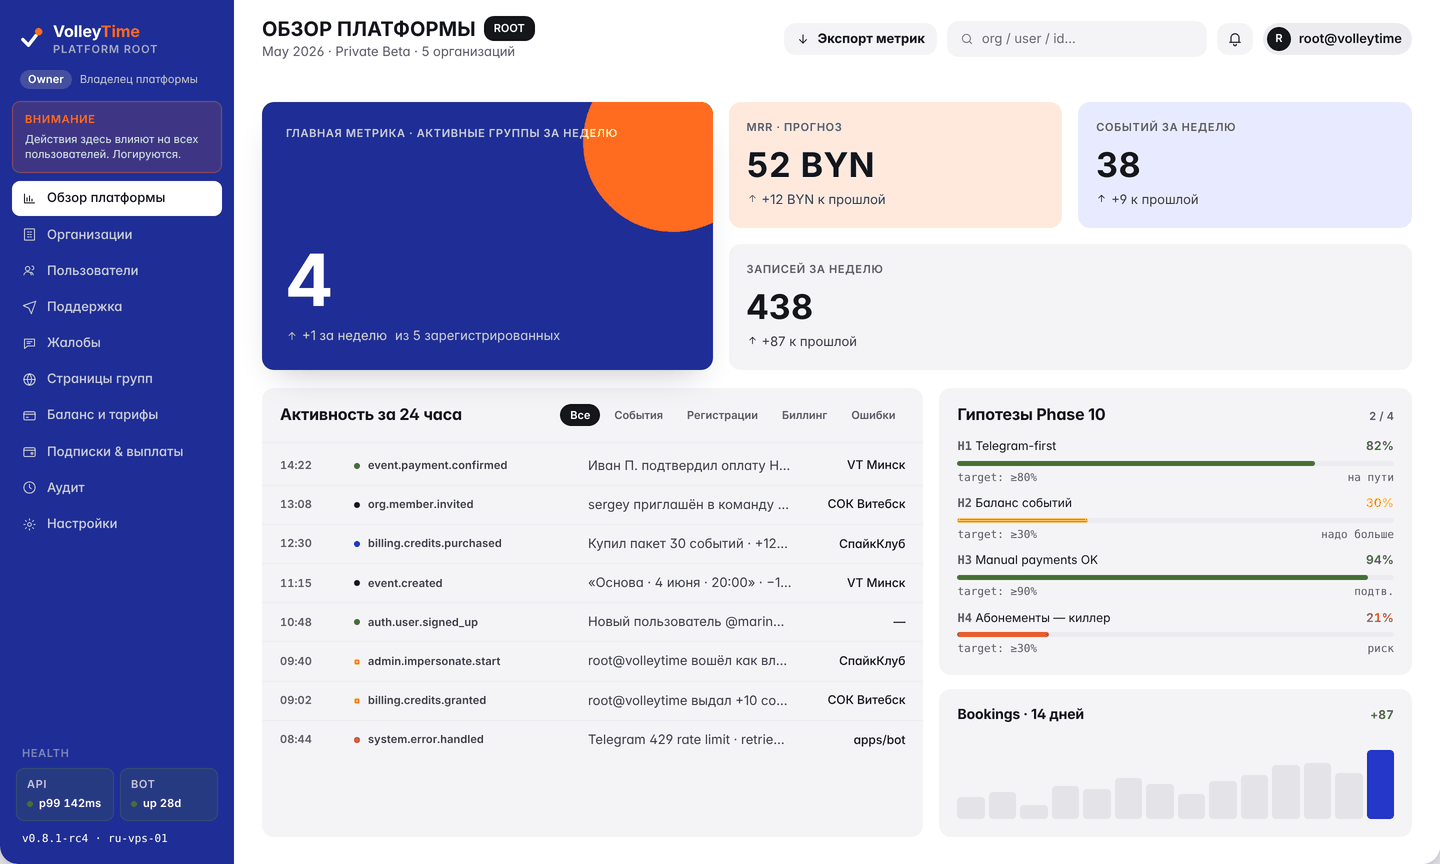 VolleyTime
PLATFORM ROOT
Owner Владелец платформы
ВНИМАНИЕ
Действия здесь влияют на всех
пользователей. Логируются.
Обзор платформы
Организации
Пользователи
Поддержка
Жалобы
Страницы групп
Баланс и тарифы
Подписки & выплаты
Аудит
Настройки
HEALTH
API
p99 142ms
BOT
up 28d
v0.8.1-rc4 · ru-vps-01
ОБЗОР ПЛАТФОРМЫ ROOT
May 2026 · Private Beta · 5 организаций
↓ Экспорт метрик
org / user / id...
R root@volleytime
ГЛАВНАЯ МЕТРИКА · АКТИВНЫЕ ГРУППЫ ЗА НЕДЕЛЮ
4
↑ +1 за неделю из 5 зарегистрированных
MRR · ПРОГНОЗ
52 BYN
↑ +12 BYN к прошлой
СОБЫТИЙ ЗА НЕДЕЛЮ
38
↑ +9 к прошлой
ЗАПИСЕЙ ЗА НЕДЕЛЮ
438
↑ +87 к прошлой
Активность за 24 часа
Все События Регистрации Биллинг Ошибки
14:22 event.payment.confirmed Иван П. подтвердил оплату Н... VT Минск
13:08 org.member.invited sergey приглашён в команду ... СОК Витебск
12:30 billing.credits.purchased Купил пакет 30 событий · +12... СпайкКлуб
11:15 event.created «Основа · 4 июня · 20:00» · −1... VT Минск
10:48 auth.user.signed_up Новый пользователь @marin... —
09:40 admin.impersonate.start root@volleytime вошёл как вл... СпайкКлуб
09:02 billing.credits.granted root@volleytime выдал +10 со... СОК Витебск
08:44 system.error.handled Telegram 429 rate limit · retrie... apps/bot
Гипотезы Phase 10 2 / 4
H1 Telegram-first 82%
target: ≥80% на пути
H2 Баланс событий 30%
target: ≥30% надо больше
H3 Manual payments OK 94%
target: ≥90% подтв.
H4 Абонементы — киллер 21%
target: ≥30% риск
Bookings · 14 дней +87